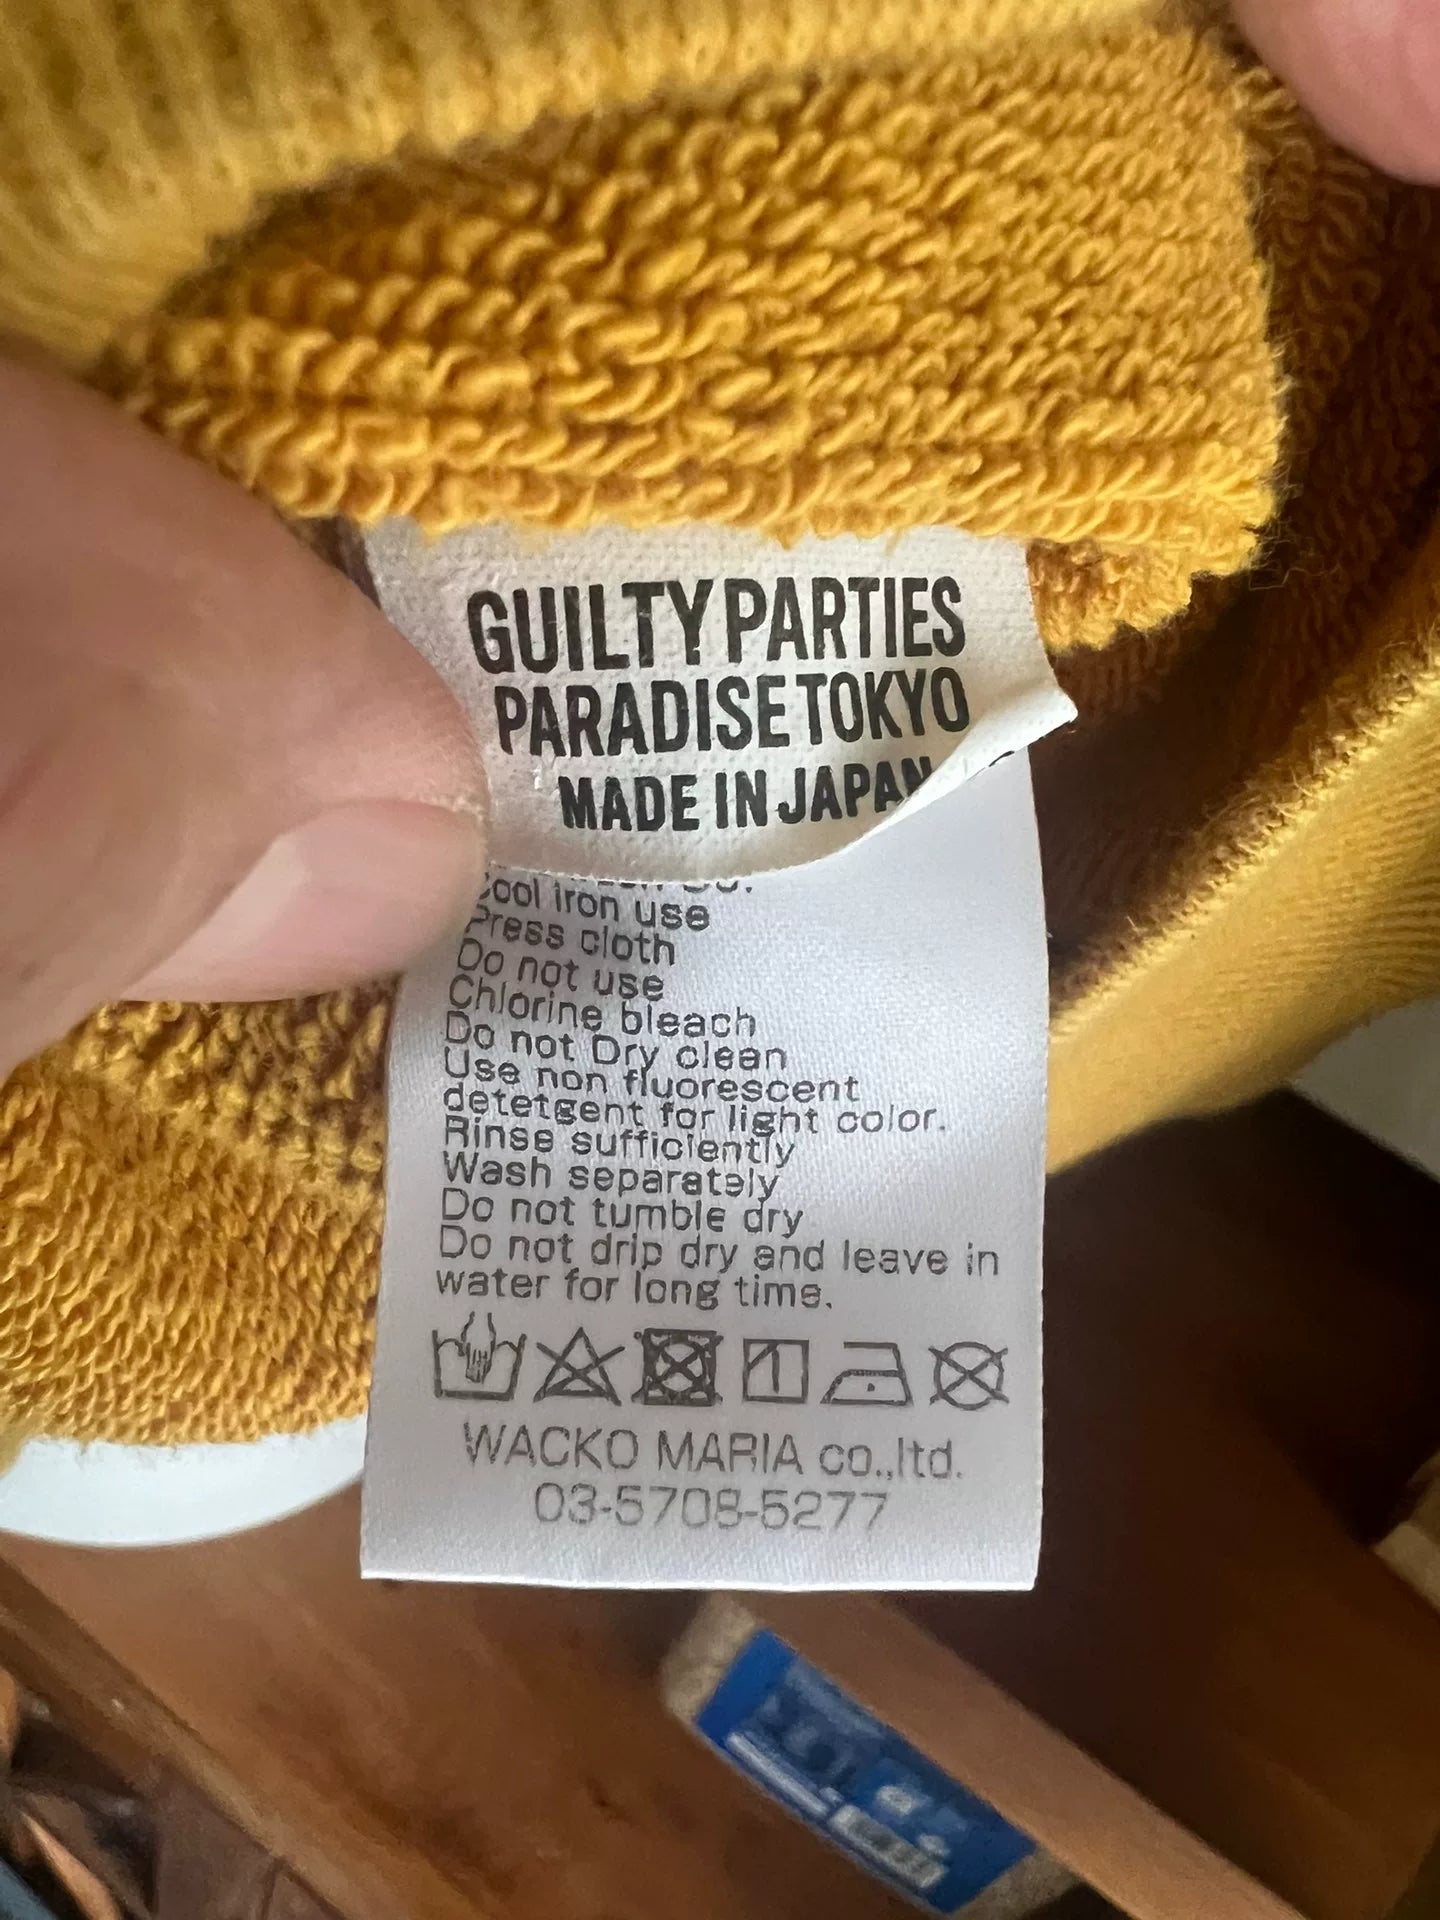 GUILTY PARTIES
PARADISE TOKYO
MADE IN JAPAN
Cool iron use
Press cloth
Do not use
Chlorine bleach
Do not Dry clean
Use non fluorescent
detetgent for light color.
Rinse sufficiently
Wash separately
Do not tumble dry
Do not drip dry and leave in
water for long time.
WACKO MARIA co.,ltd.
03-5708-5277